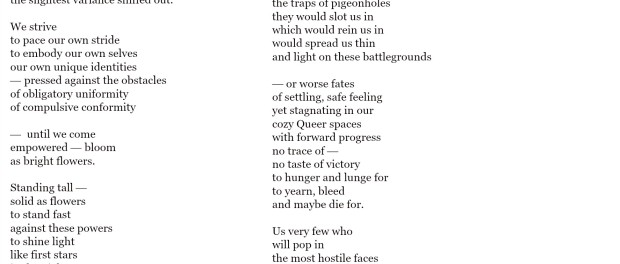 the slightest variance sniffed out.
We strive
to pace our own stride
to embody our own selves
our own unique identities
— pressed against the obstacles
of obligatory uniformity
of compulsive conformity
— until we come
empowered — bloom
as bright flowers.
Standing tall —
solid as flowers
to stand fast
against these powers
to shine light
like first stars
the traps of pigeonholes
they would slot us in
which would rein us in
would spread us thin
and light on these battlegrounds
— or worse fates
of settling, safe feeling
yet stagnating in our
cozy Queer spaces
with forward progress
no trace of —
no taste of victory
to hunger and lunge for
to yearn, bleed
and maybe die for.
Us very few who
will pop in
the most hostile faces